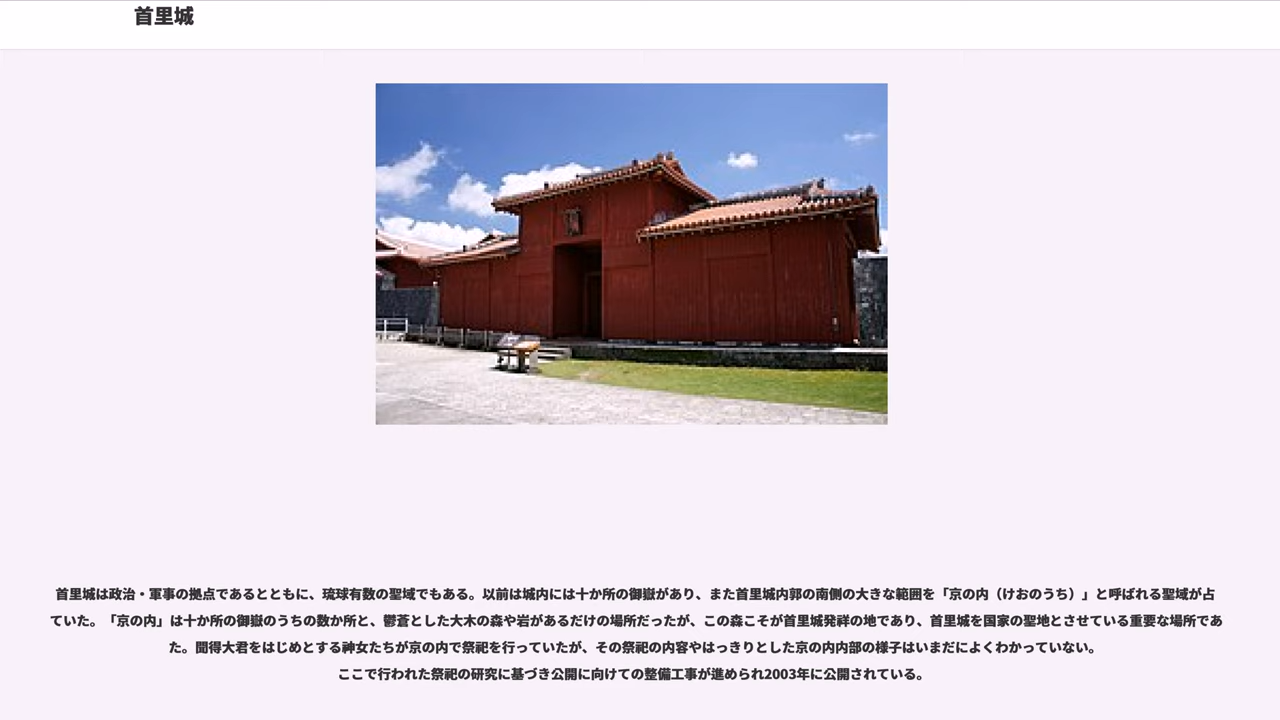 首里城
首里城は政治・軍事の拠点であるとともに、琉球有数の聖域でもある。以前は城内には十か所の御嶽があり、また首里城内郭の南側の大きな範囲を「京の内（けおのうち）」と呼ばれる聖域が占
ていた。「京の内」は十か所の御嶽のうちの数か所と、鬱蒼とした大木の森や岩があるだけの場所だったが、この森こそが首里城発祥の地であり、首里城を国家の聖地とさせている重要な場所であ
た。聞得大君をはじめとする神女たちが京の内で祭祀を行っていたが、その祭祀の内容やはっきりとした京の内内部の様子はいまだによくわかっていない。
ここで行われた祭祀の研究に基づき公開に向けての整備工事が進められ2003年に公開されている。